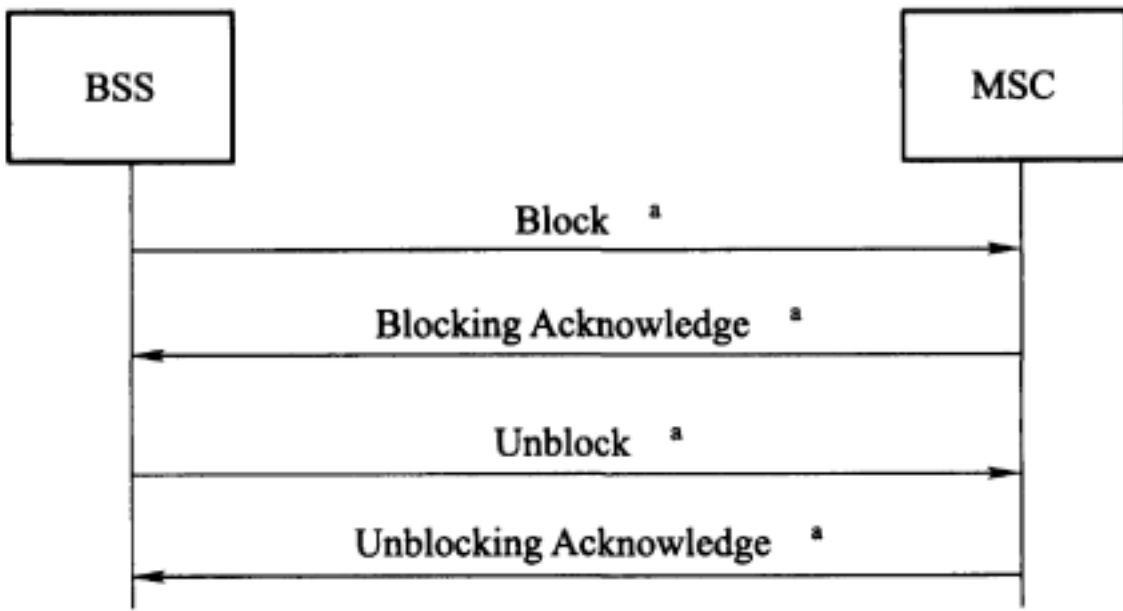 BSS
MSC
Block a
Blocking Acknowledge a
Unblock a
Unblocking Acknowledge a